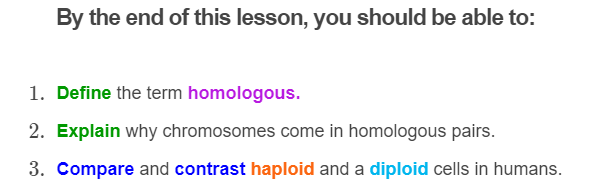 By the end of this lesson, you should be able to:
1. Define the term homologous.
2. Explain why chromosomes come in homologous pairs.
3. Compare and contrast haploid and a diploid cells in humans.